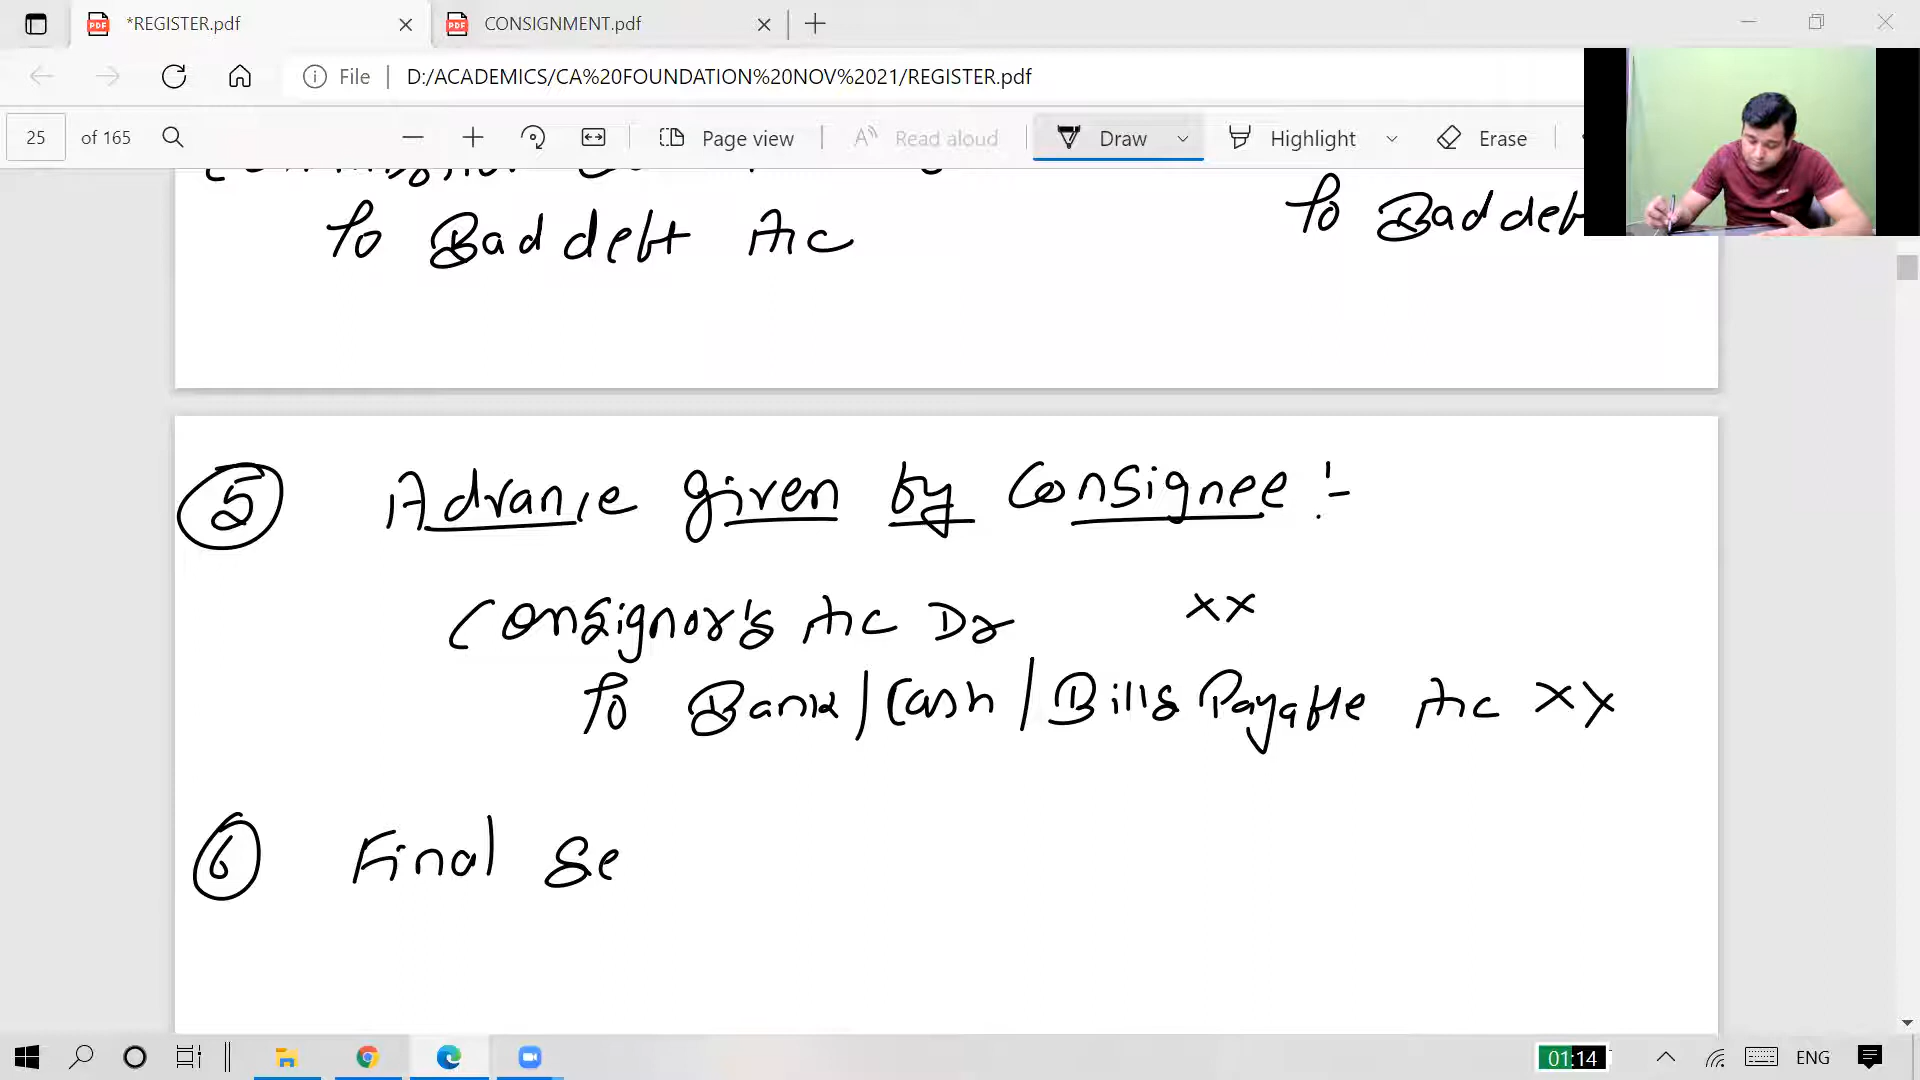 *REGISTER.pdf
CONSIGNMENT.pdf
File
D:/ACADEMICS/CA%20FOUNDATION%20NOV%2021/REGISTER.pdf
25 of 165
Page view
Read aloud
Draw
Highlight
Erase
To Bad debt A/c
To Bad deb
5 Advance given by Consignee :-
Consignor's A/c Dr xx
To Bank/Cash/Bills Payable A/c xx
6 Final Se
01:14
ENG